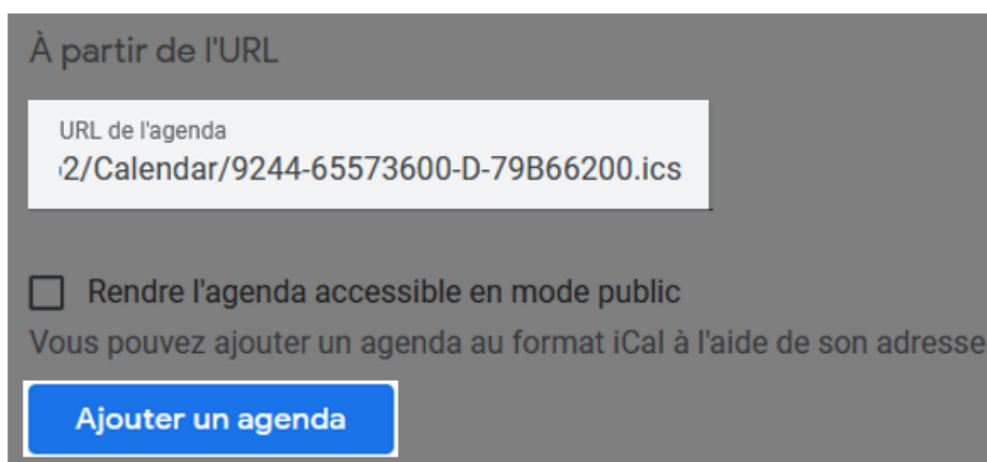 À partir de l'URL
URL de l'agenda
2/Calendar/9244-65573600-D-79B66200.ics
Rendre l'agenda accessible en mode public
Vous pouvez ajouter un agenda au format iCal à l'aide de son adresse
Ajouter un agenda